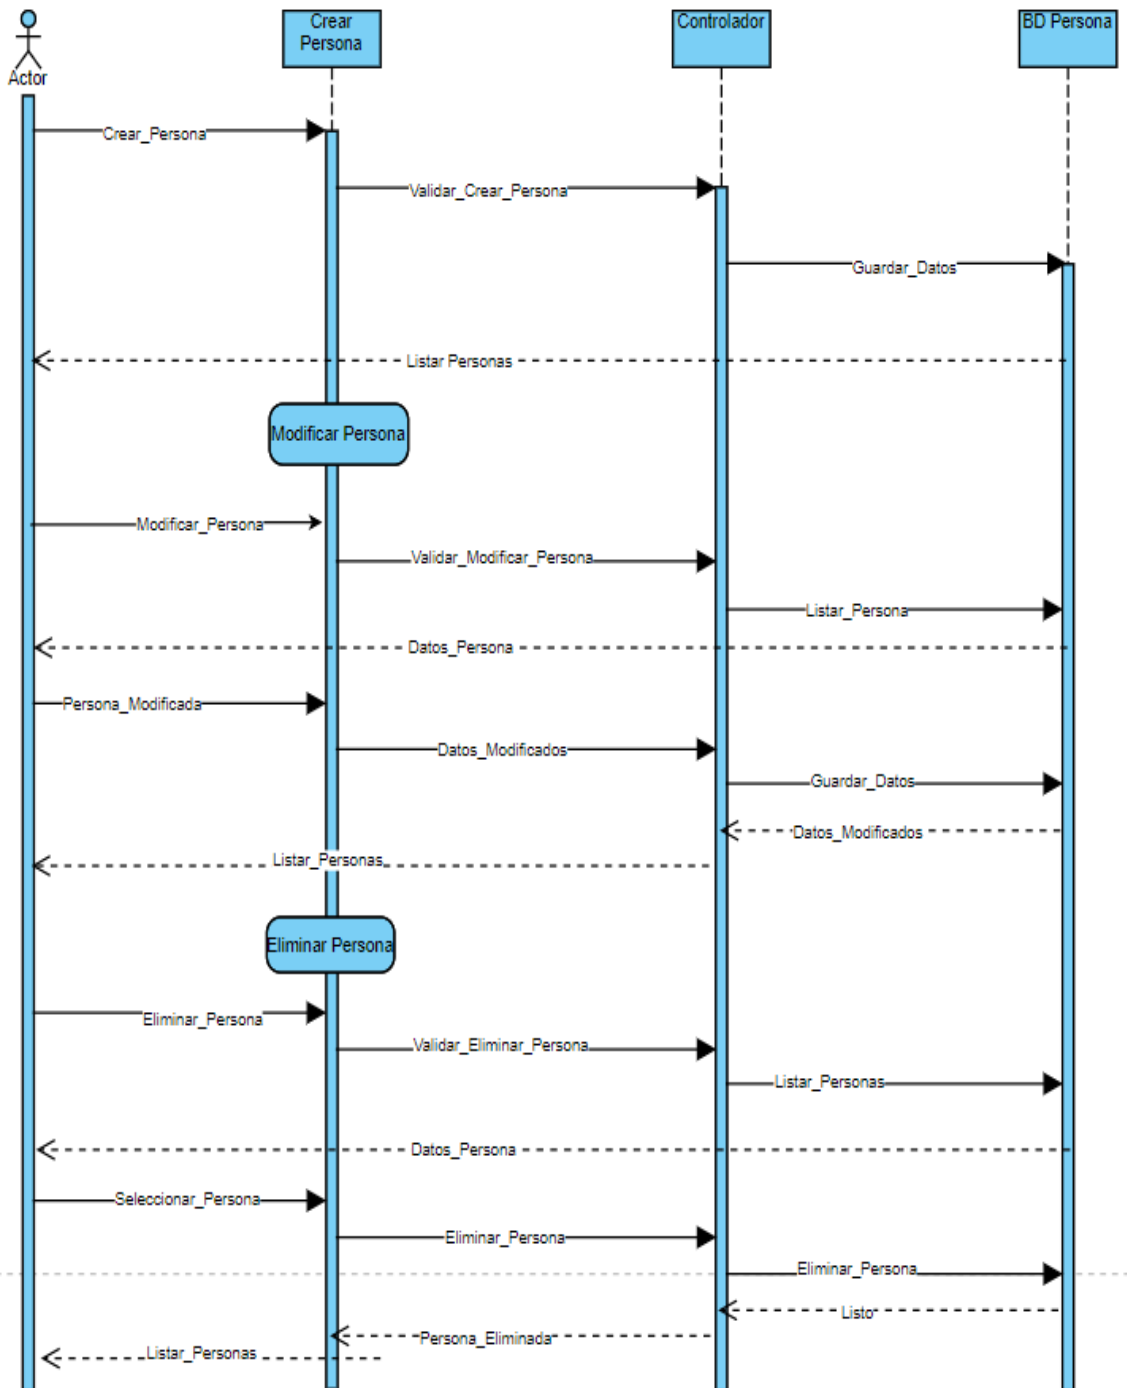 Actor
Crear
Persona
Controlador
BD Persona
Crear_Persona
Validar_Crear_Persona
Guardar_Datos
Listar Personas
Modificar Persona
Modificar_Persona
Validar_Modificar_Persona
Listar_Persona
Datos_Persona
Persona_Modificada
Datos_Modificados
Guardar_Datos
Datos_Modificados
Listar_Personas
Eliminar Persona
Eliminar_Persona
Validar_Eliminar_Persona
Listar_Personas
Datos_Persona
Seleccionar_Persona
Eliminar_Persona
Eliminar_Persona
Listo
Persona_Eliminada
Listar_Personas